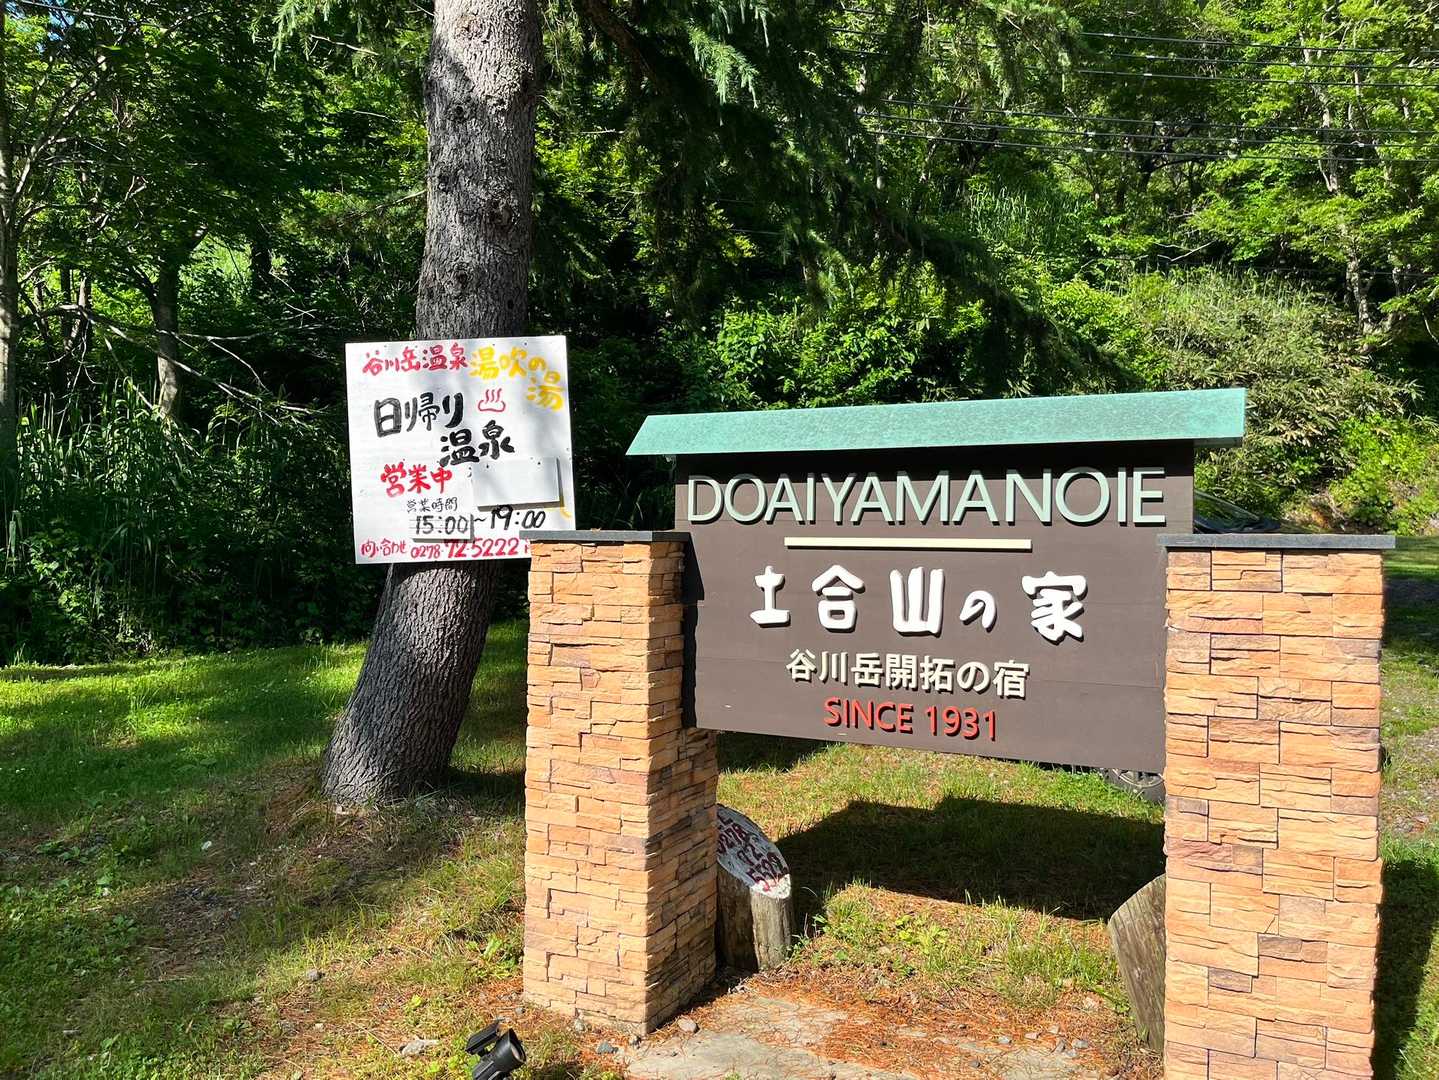 谷川岳温泉 湯吹の湯
日帰り
温泉
営業中
営業時間
15:00~19:00
問い合わせ 0278-72-5222
DOAIYAMANOIE
土合山の家
谷川岳開拓の宿
SINCE 1931